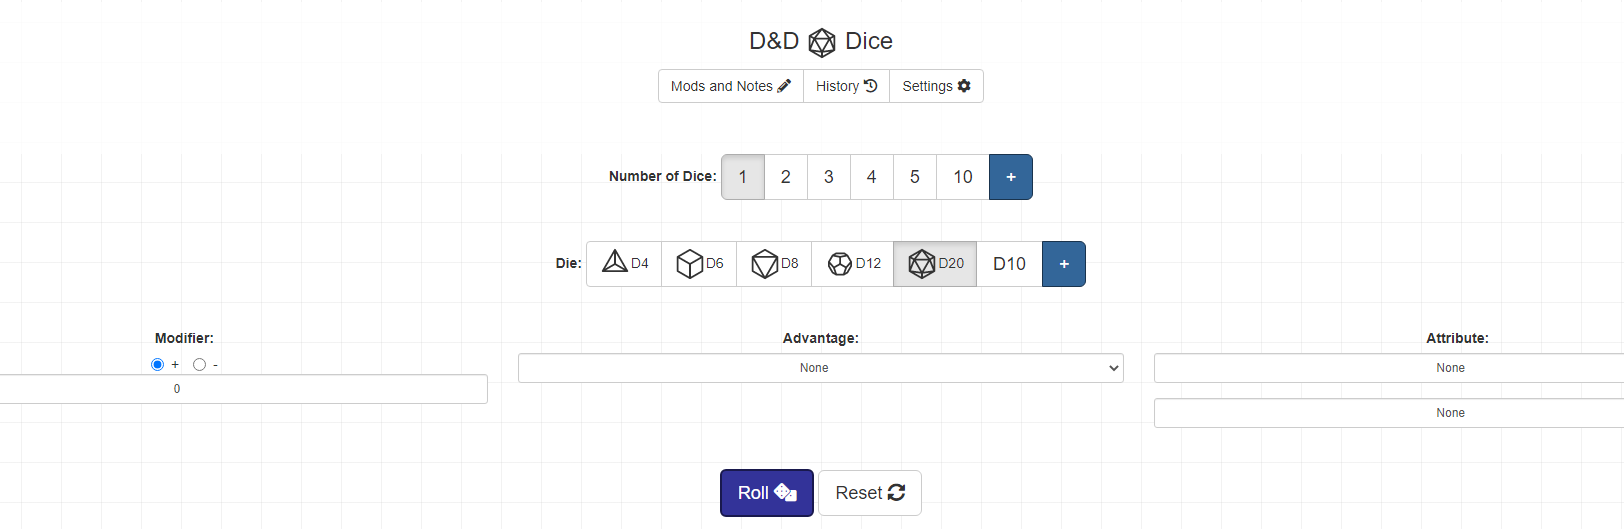 D&D Dice
Mods and Notes History Settings
Number of Dice: 1 2 3 4 5 10 +
Die: D4 D6 D8 D12 D20 D10 +
Modifier: Advantage: Attribute:
+ -
None None
0
None
Roll Reset